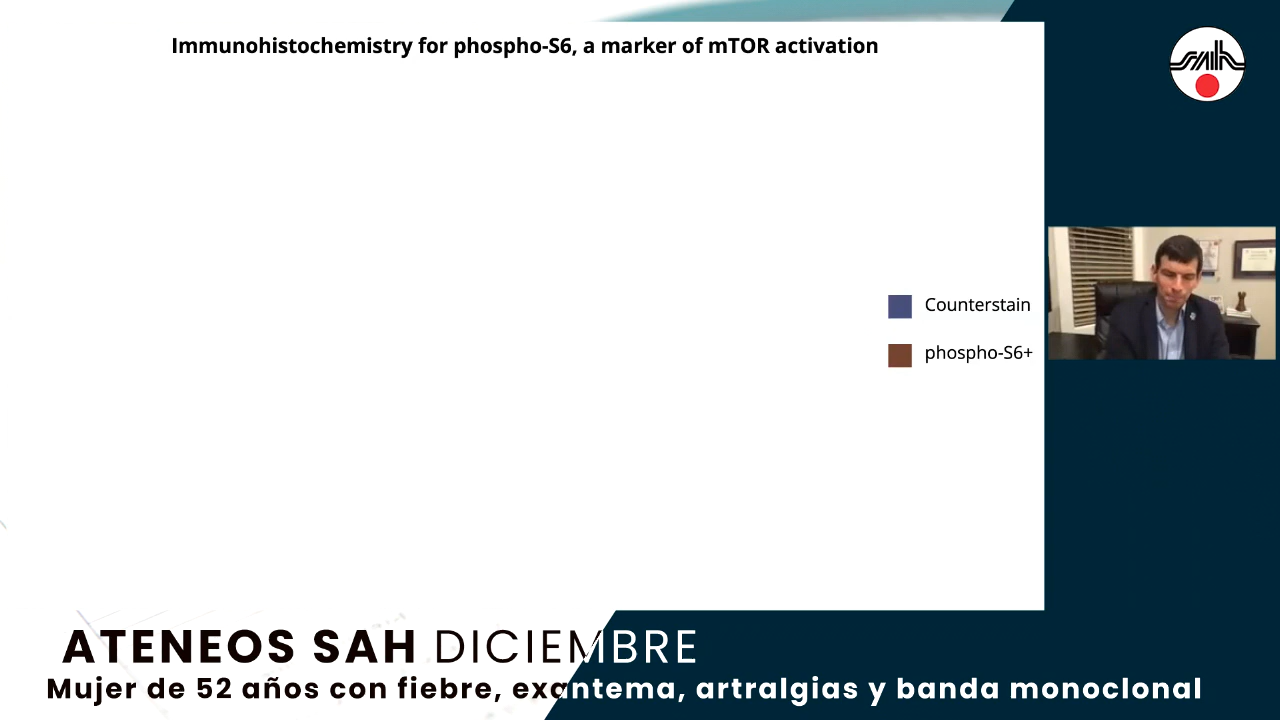 Immunohistochemistry for phospho-S6, a marker of mTOR activation
Counterstain
phospho-S6+
ATENEOS SAH DICIEMBRE
Mujer de 52 años con fiebre, exantema, artralgias y banda monoclonal